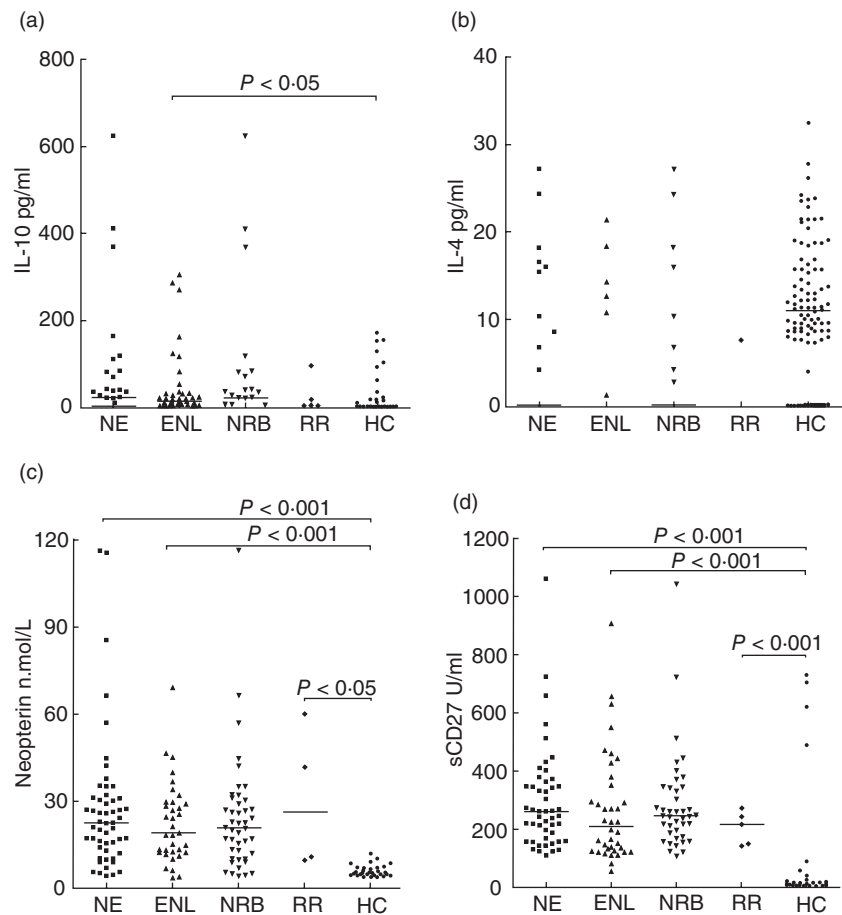 (a)
800
600
400
200
0
IL-10 pg/ml
P < 0·05
NE ENL NRB RR HC
(b)
40
30
20
10
0
IL-4 pg/ml
NE ENL NRB RR HC
(c)
120
90
60
30
0
Neopterin n.mol/L
P < 0·001
P < 0·001
P < 0·05
NE ENL NRB RR HC
(d)
1200
1000
800
600
400
200
0
sCD27 U/ml
P < 0·001
P < 0·001
P < 0·001
NE ENL NRB RR HC